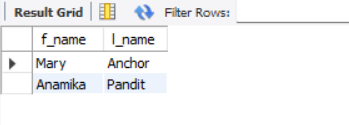 Result Grid Filter Rows:
f_name l_name
Mary Anchor
Anamika Pandit